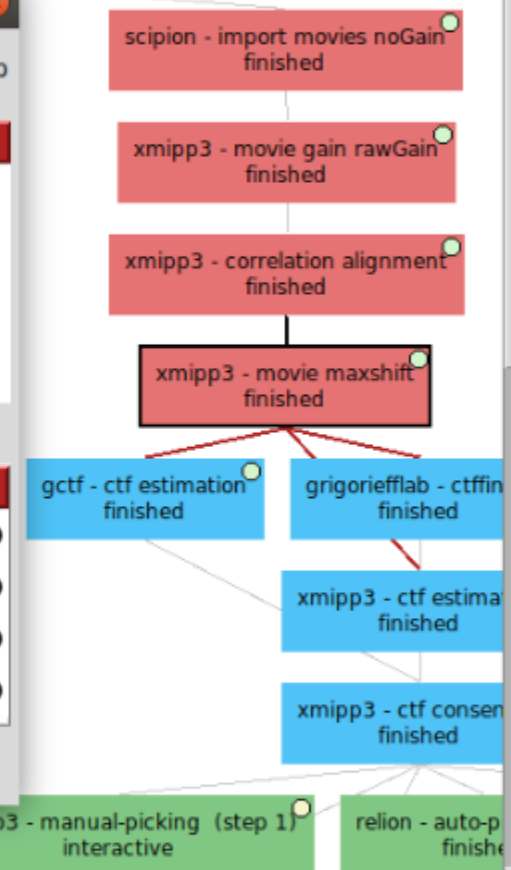 scipion - import movies noGain
finished
xmipp3 - movie gain rawGain
finished
xmipp3 - correlation alignment
finished
xmipp3 - movie maxshift
finished
gctf - ctf estimation
finished
grigoriefflab - ctffin
finished
xmipp3 - ctf estima
finished
xmipp3 - ctf consen
finished
p3 - manual-picking (step 1)
interactive
relion - auto-p
finishe